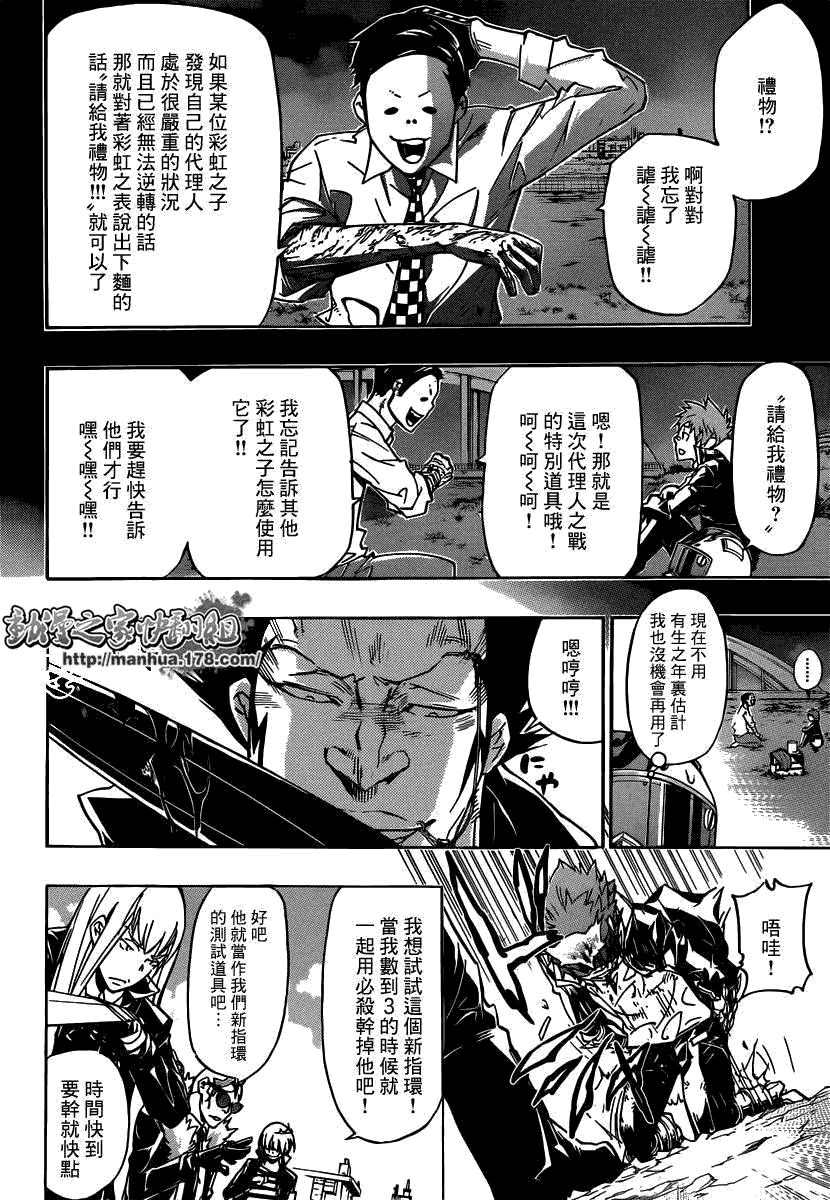 禮物!?
啊對對
我忘了
謔~謔~謔!!
如果某位彩虹之子
發現自己的代理人
處於很嚴重的狀況
而且已經無法逆轉的話
那就對著彩虹之表說出下麵的
話“請給我禮物!!!”就可以了
“請給我禮物?”
嗯!那就是
這次代理人之戰
的特別道具哦!
呵~呵~呵!
我忘記告訴其他
彩虹之子怎麼使用
它了!!
我要趕快告訴
他們才行
嘿~嘿~嘿!!
……
現在不用
有生之年裏估計
我也沒機會再用了
嗯哼哼!!!
にゃ
動漫之家快刊組
http://manhua.178.com/
唔哇!
我想試試這個新指環!
當我數到3的時候就
一起用必殺幹掉他吧!
好吧
他就當作我們新指環
的測試道具吧…
時間快到
要幹就快點